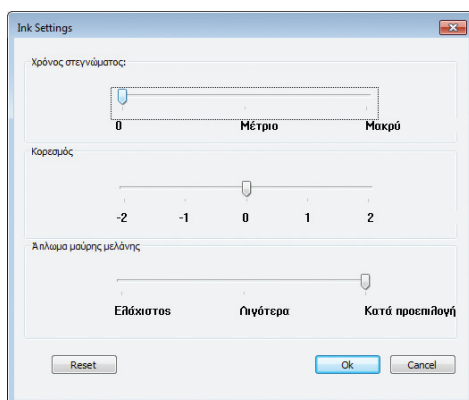 Ink Settings
Χρόνος στεγνώματος:
0 Μέτριο Μακρύ
Κορεσμός
-2 -1 0 1 2
Άπλωμα μαύρης μελάνης
Ελάχιστος Λιγότερα Κατά προεπιλογή
Reset Ok Cancel